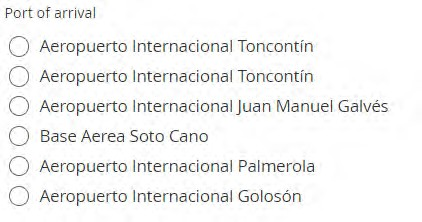 Port of arrival
Aeropuerto Internacional Toncontín
Aeropuerto Internacional Toncontín
Aeropuerto Internacional Juan Manuel Galvés
Base Aerea Soto Cano
Aeropuerto Internacional Palmerola
Aeropuerto Internacional Golosón